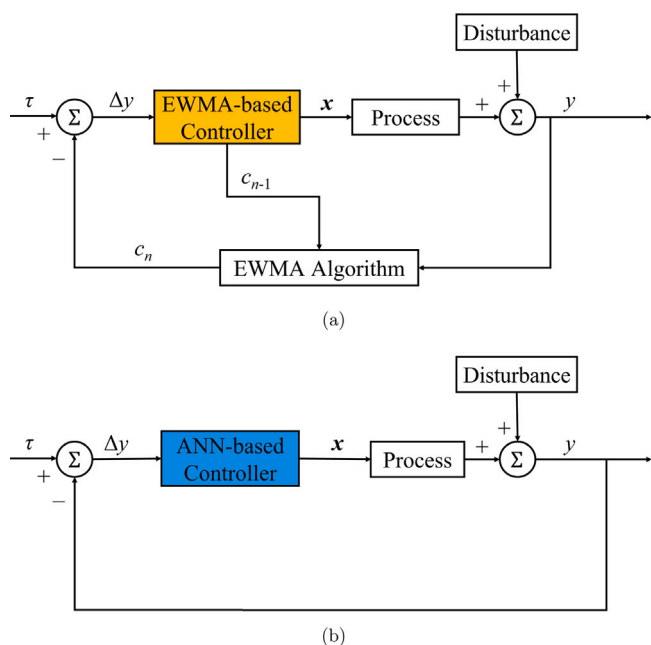 Disturbance
τ
Δy
EWMA-based
Controller
x
Process
+
+
y
Σ
Σ
+
−
c_{n-1}
c_n
EWMA Algorithm
(a)
Disturbance
τ
Δy
ANN-based
Controller
x
Process
+
+
y
Σ
Σ
+
−
(b)